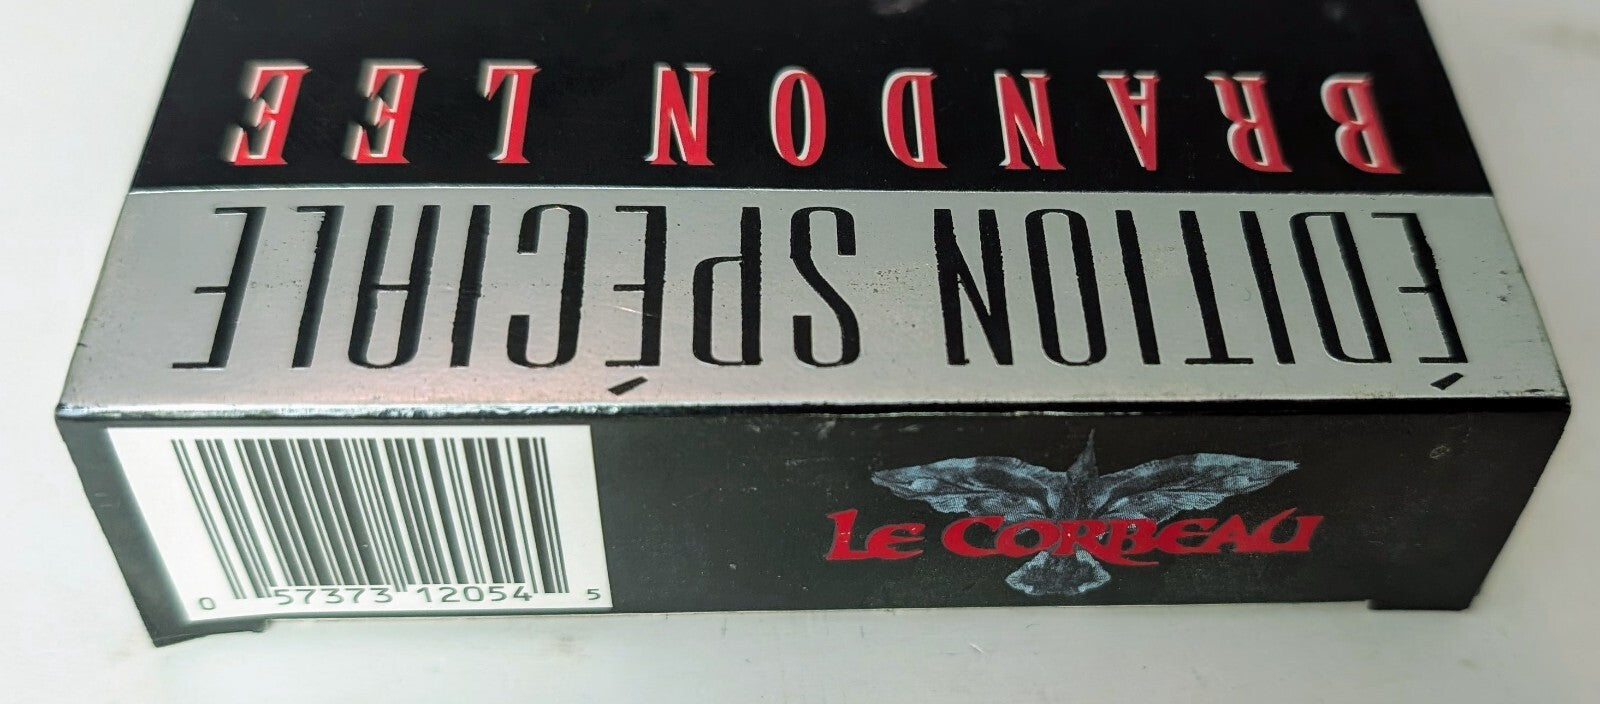 BRANDON LEE
ÉDITION SPÉCIALE
LE CORBEAU
0 57373 12054 5